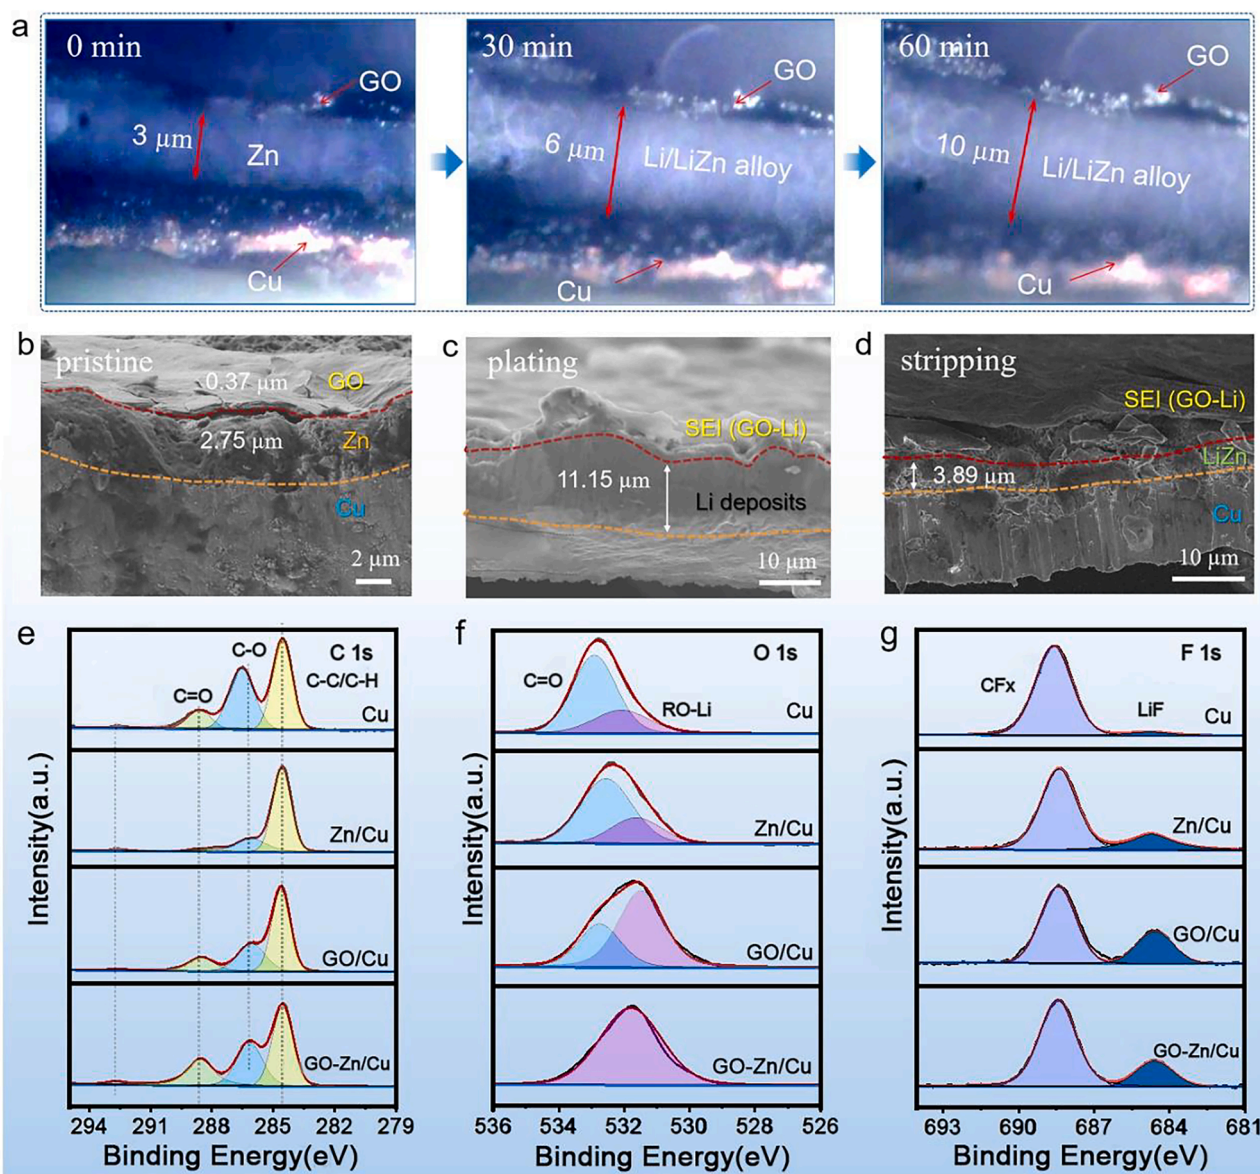 a
0 min
GO
3 µm
Zn
Cu
30 min
GO
6 µm
Li/LiZn alloy
Cu
60 min
GO
10 µm
Li/LiZn alloy
Cu
b
pristine
0.37 µm
GO
2.75 µm
Zn
Cu
2 µm
c
plating
SEI (GO-Li)
11.15 µm
Li deposits
10 µm
d
stripping
SEI (GO-Li)
LiZn
3.89 µm
Cu
10 µm
e
C 1s
C-O
C-C/C-H
C=O
Cu
Zn/Cu
GO/Cu
GO-Zn/Cu
Intensity(a.u.)
294 291 288 285 282 279
Binding Energy(eV)
f
O 1s
C=O
RO-Li
Cu
Zn/Cu
GO/Cu
GO-Zn/Cu
Intensity(a.u.)
536 534 532 530 528 526
Binding Energy(eV)
g
F 1s
CFx
LiF
Cu
Zn/Cu
GO/Cu
GO-Zn/Cu
Intensity(a.u.)
693 690 687 684 681
Binding Energy(eV)